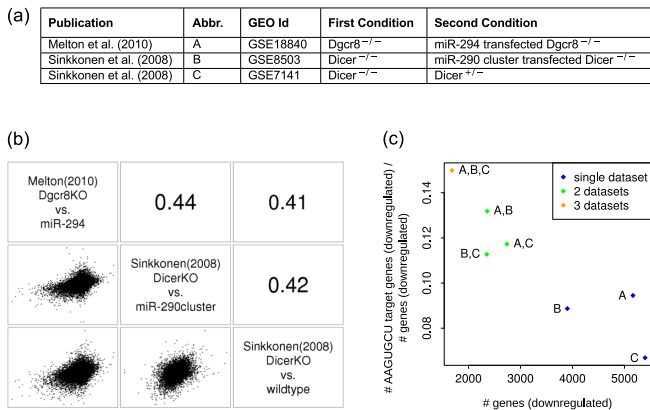 (a)
Publication Abbr. GEO Id First Condition Second Condition
Melton et al. (2010) A GSE18840 Dgcr8 −/− miR-294 transfected Dgcr8 −/−
Sinkkonen et al. (2008) B GSE8503 Dicer −/− miR-290 cluster transfected Dicer −/−
Sinkkonen et al. (2008) C GSE7141 Dicer −/− Dicer +/−
(b)
Melton(2010)
Dgcr8KO
vs.
miR-294
0.44
0.41
Sinkkonen(2008)
DicerKO
vs.
miR-290cluster
0.42
Sinkkonen(2008)
DicerKO
vs.
wildtype
(c)
# AAGUGCU target genes (downregulated) /
# genes (downregulated)
0.14
0.12
0.10
0.08
A,B,C
A,B
A,C
B,C
A
B
C
single dataset
2 datasets
3 datasets
2000 3000 4000 5000
# genes (downregulated)